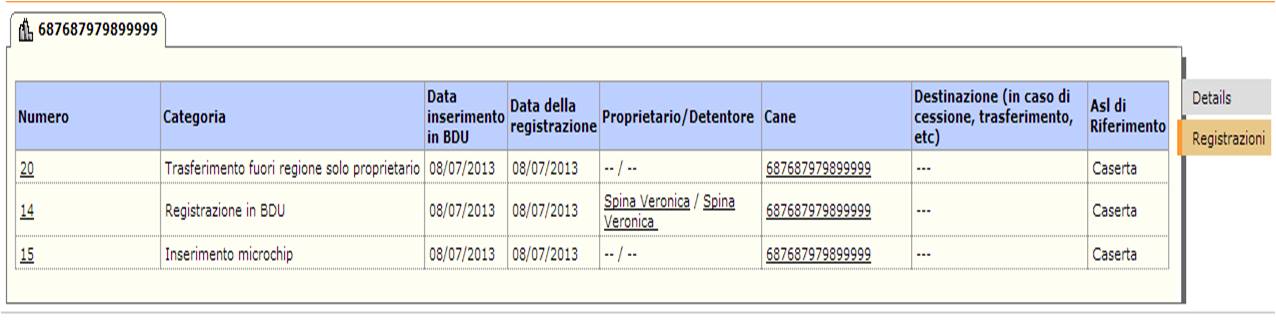 687687979899999
Numero Categoria Data inserimento in BDU Data della registrazione Proprietario/Detentore Cane Destinazione (in caso di cessione, trasferimento, etc) Asl di Riferimento
20 Trasferimento fuori regione solo proprietario 08/07/2013 08/07/2013 -- / -- 687687979899999 --- Caserta
14 Registrazione in BDU 08/07/2013 08/07/2013 Spina Veronica / Spina Veronica 687687979899999 --- Caserta
15 Inserimento microchip 08/07/2013 08/07/2013 -- / -- 687687979899999 --- Caserta
Details
Registrazioni